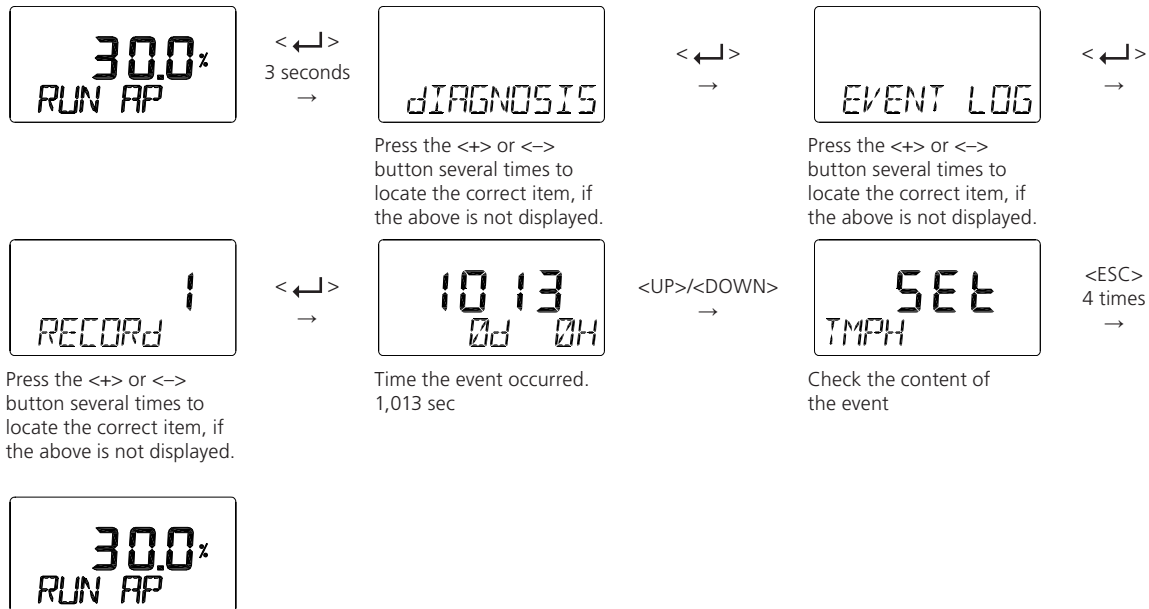 30.0%
RUN AP
<↵>
3 seconds
→
dIAGNOSIS
Press the <+> or <–>
button several times to
locate the correct item, if
the above is not displayed.
<↵>
→
EVENT LOG
Press the <+> or <–>
button several times to
locate the correct item, if
the above is not displayed.
<↵>
→
1
RECORd
Press the <+> or <–>
button several times to
locate the correct item, if
the above is not displayed.
<↵>
→
1013
0d 0H
Time the event occurred.
1,013 sec
<UP>/<DOWN>
→
SEt
TMPH
Check the content of
the event
<ESC>
4 times
→
30.0%
RUN AP